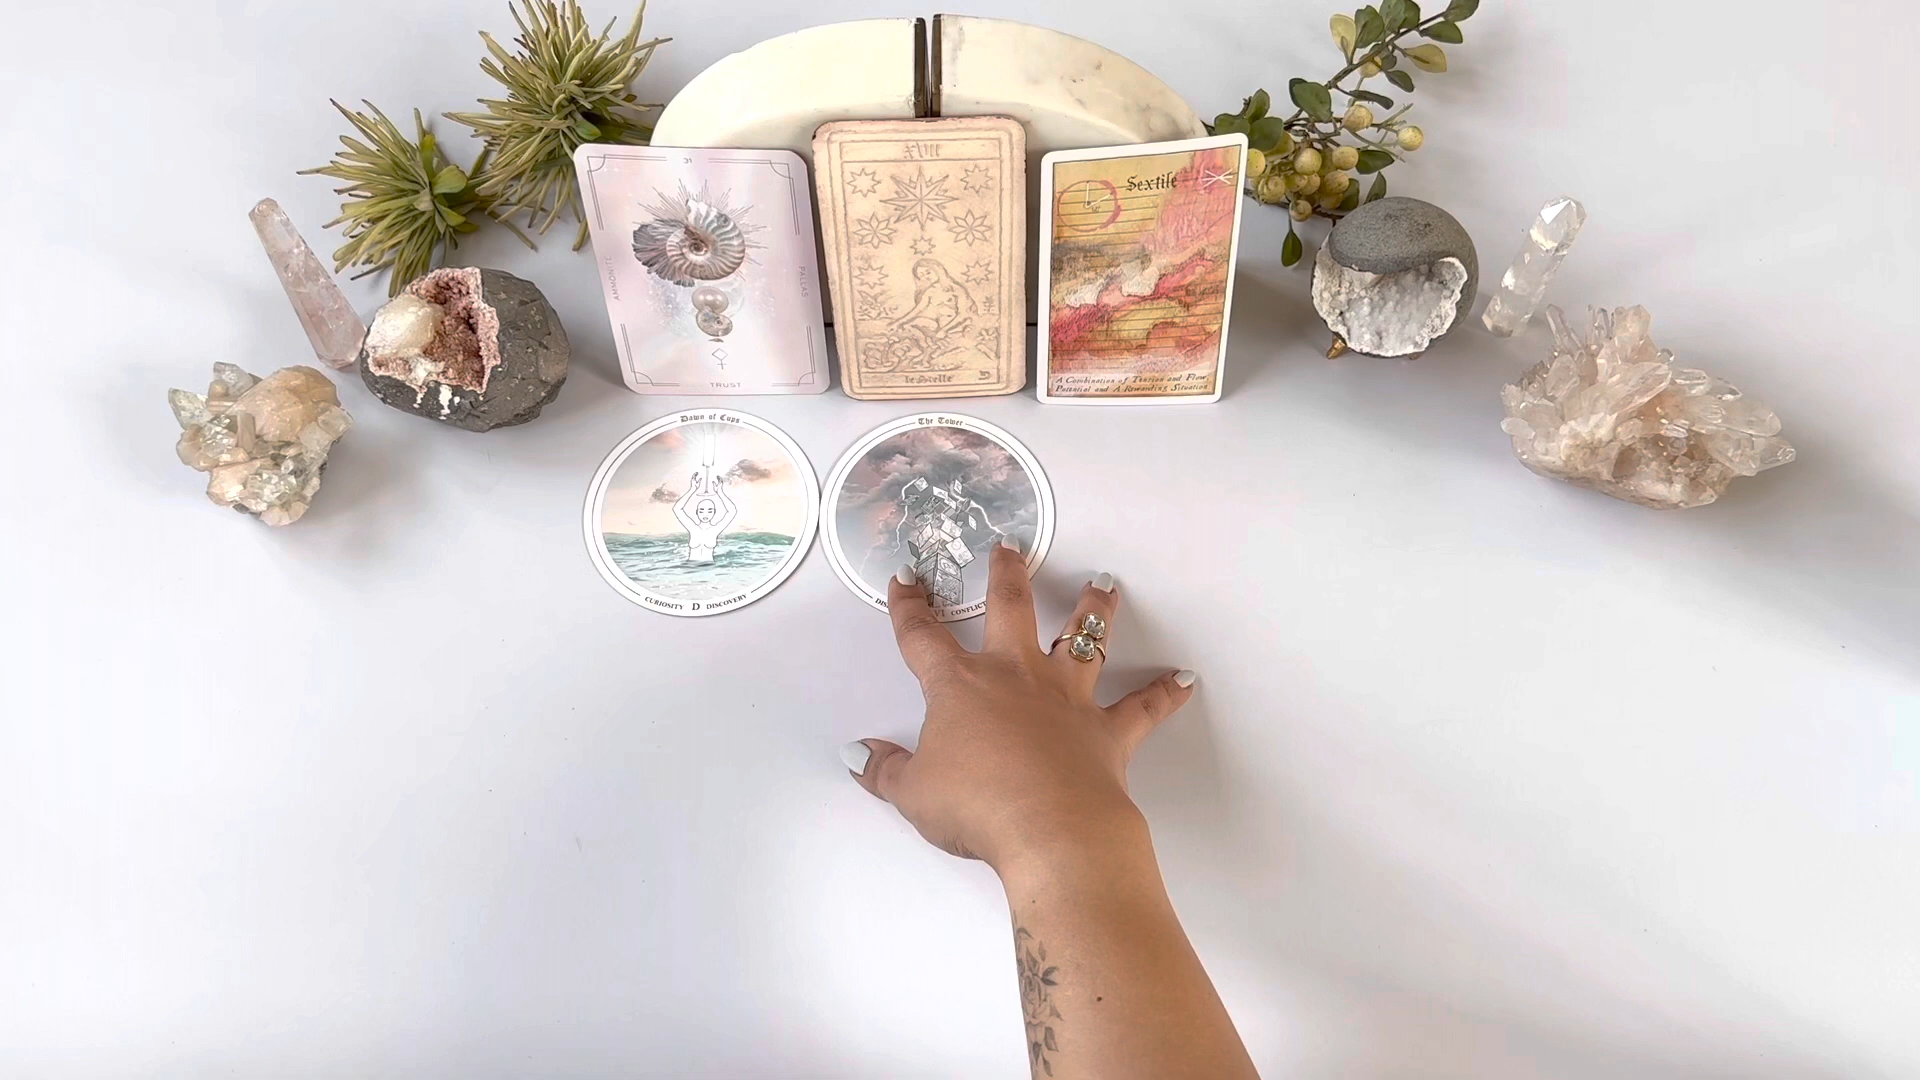 31
AMMONITE
PALLAS
TRUST
XVII
le Stelle
Sextile
A Combination of Tension and Flow,
Potential and A Rewarding Situation
Dawn of Cups
CURIOSITY D DISCOVERY
The Tower
VI CONFLICT